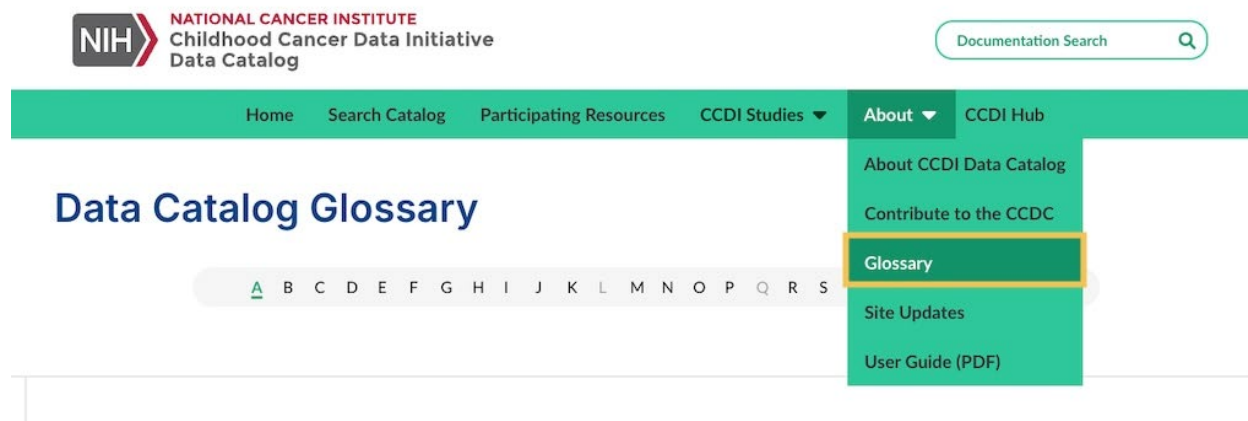 NIH
NATIONAL CANCER INSTITUTE
Childhood Cancer Data Initiative
Data Catalog
Documentation Search
Home Search Catalog Participating Resources CCDI Studies About CCDI Hub
About CCDI Data Catalog
Contribute to the CCDC
Glossary
Site Updates
User Guide (PDF)
Data Catalog Glossary
A B C D E F G H I J K L M N O P Q R S